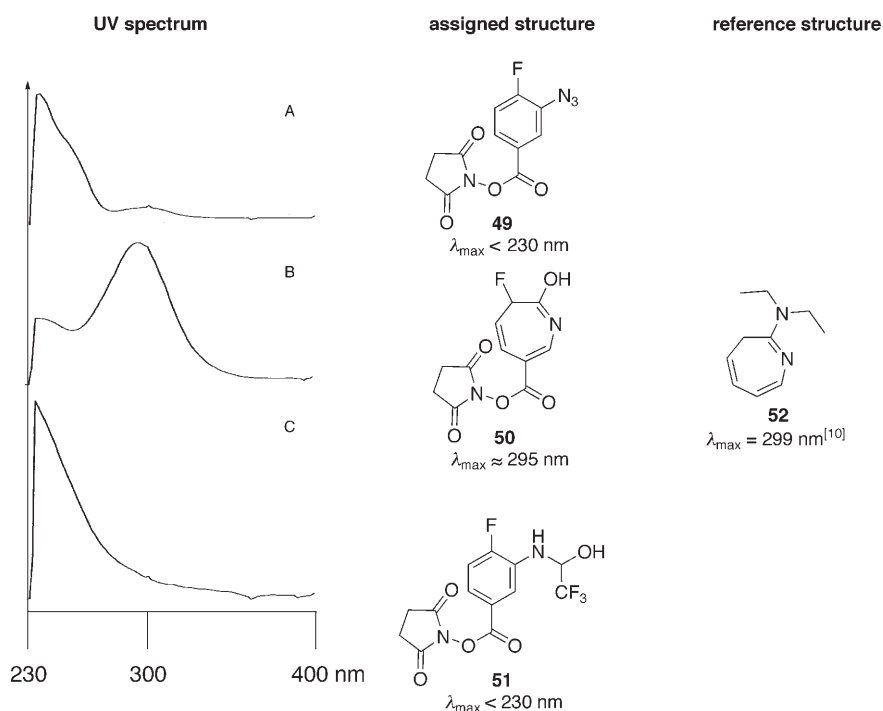 UV spectrum
assigned structure
reference structure
A
F
N₃
O
N
O
O
O
49
λmax < 230 nm
B
F
OH
N
O
N
O
O
O
50
λmax ≈ 295 nm
N
N
52
λmax = 299 nm[10]
C
F
H
N
OH
CF₃
O
N
O
O
O
51
λmax < 230 nm
230
300
400 nm